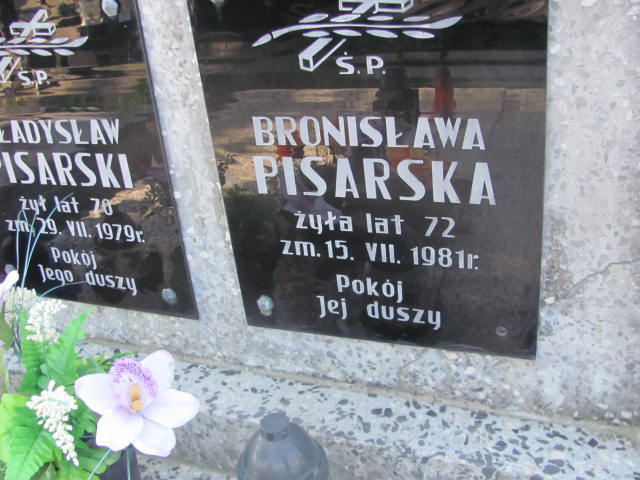 Ś.P.
ŁADYSŁAW
PISARSKI
żył lat 70
zm. 29. VII. 1979r.
Pokój
Jego duszy
Ś.P.
BRONISŁAWA
PISARSKA
żyła lat 72
zm. 15. VII. 1981r.
Pokój
Jej duszy